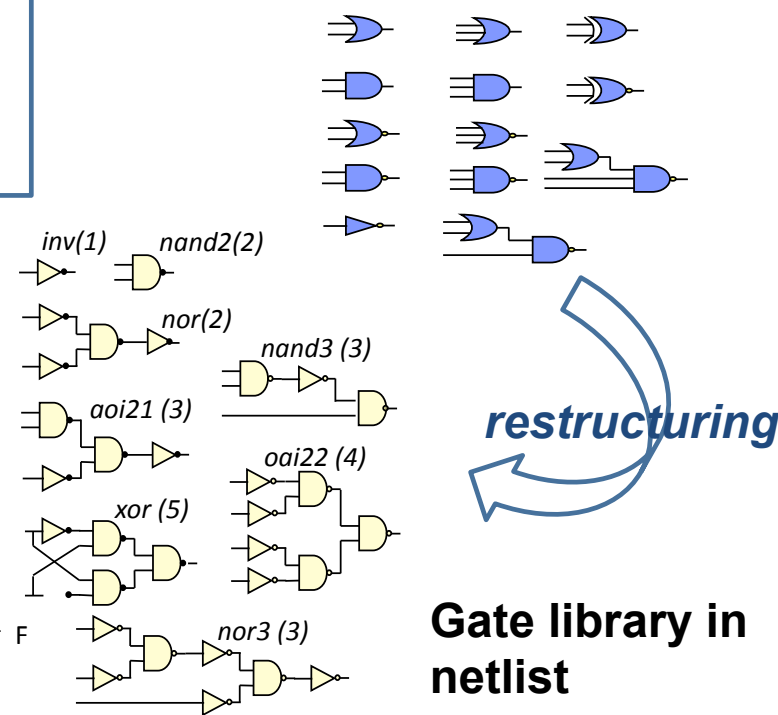 inv(1)
nand2(2)
nor(2)
nand3 (3)
aoi21 (3)
restructuring
oai22 (4)
xor (5)
F
nor3 (3)
Gate library in
netlist